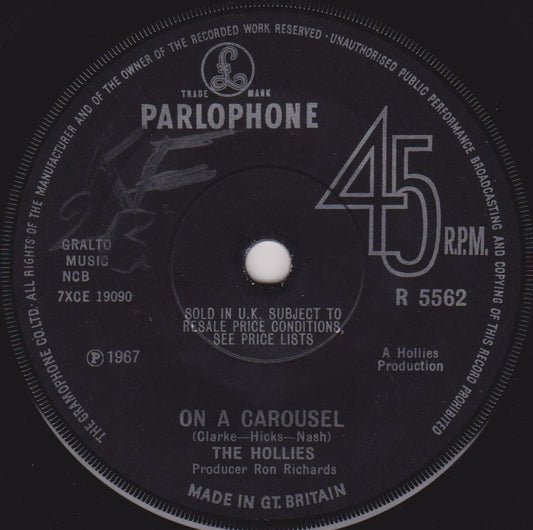 THE GRAMOPHONE CO. LTD. ALL RIGHTS OF THE MANUFACTURER AND OF THE OWNER OF THE RECORDED WORK RESERVED · UNAUTHORISED PUBLIC PERFORMANCE BROADCASTING AND COPYING OF THIS RECORD PROHIBITED
£
TRADE MARK
PARLOPHONE
45
R.P.M.
GRALTO
MUSIC
NCB
7XCE 19090
R 5562
SOLD IN U.K. SUBJECT TO
RESALE PRICE CONDITIONS,
SEE PRICE LISTS
Ⓟ 1967
A Hollies
Production
ON A CAROUSEL
(Clarke—Hicks—Nash)
THE HOLLIES
Producer Ron Richards
MADE IN GT. BRITAIN